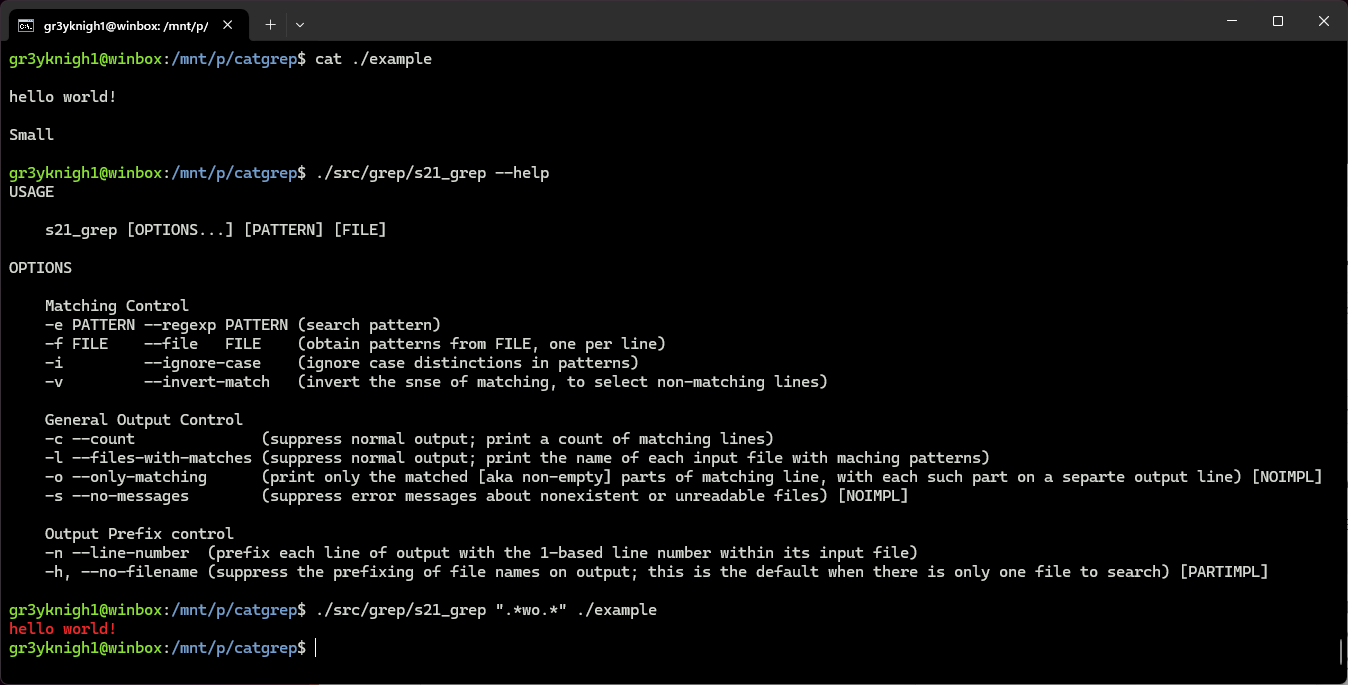 gr3yknigh1@winbox: /mnt/p/
gr3yknigh1@winbox:/mnt/p/catgrep$ cat ./example
hello world!
Small
gr3yknigh1@winbox:/mnt/p/catgrep$ ./src/grep/s21_grep --help
USAGE
s21_grep [OPTIONS...] [PATTERN] [FILE]
OPTIONS
Matching Control
-e PATTERN --regexp PATTERN (search pattern)
-f FILE    --file   FILE    (obtain patterns from FILE, one per line)
-i         --ignore-case    (ignore case distinctions in patterns)
-v         --invert-match   (invert the snse of matching, to select non-matching lines)
General Output Control
-c --count              (suppress normal output; print a count of matching lines)
-l --files-with-matches (suppress normal output; print the name of each input file with maching patterns)
-o --only-matching      (print only the matched [aka non-empty] parts of matching line, with each such part on a separte output line) [NOIMPL]
-s --no-messages        (suppress error messages about nonexistent or unreadable files) [NOIMPL]
Output Prefix control
-n --line-number  (prefix each line of output with the 1-based line number within its input file)
-h, --no-filename (suppress the prefixing of file names on output; this is the default when there is only one file to search) [PARTIMPL]
gr3yknigh1@winbox:/mnt/p/catgrep$ ./src/grep/s21_grep ".*wo.*" ./example
hello world!
gr3yknigh1@winbox:/mnt/p/catgrep$